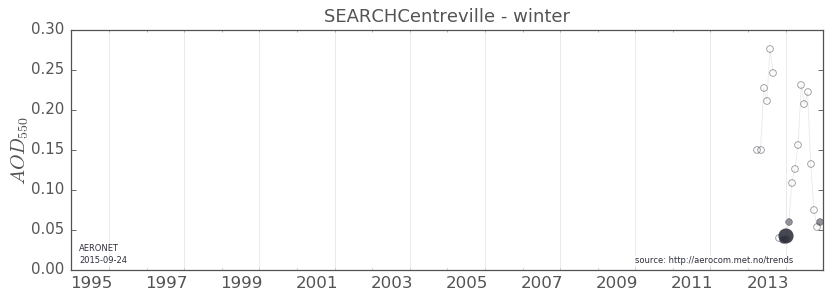 SEARCHCentreville - winter
0.30
0.25
0.20
0.15
0.10
0.05
0.00
AOD550
AERONET
2015-09-24
source: http://aerocom.met.no/trends
1995 1997 1999 2001 2003 2005 2007 2009 2011 2013